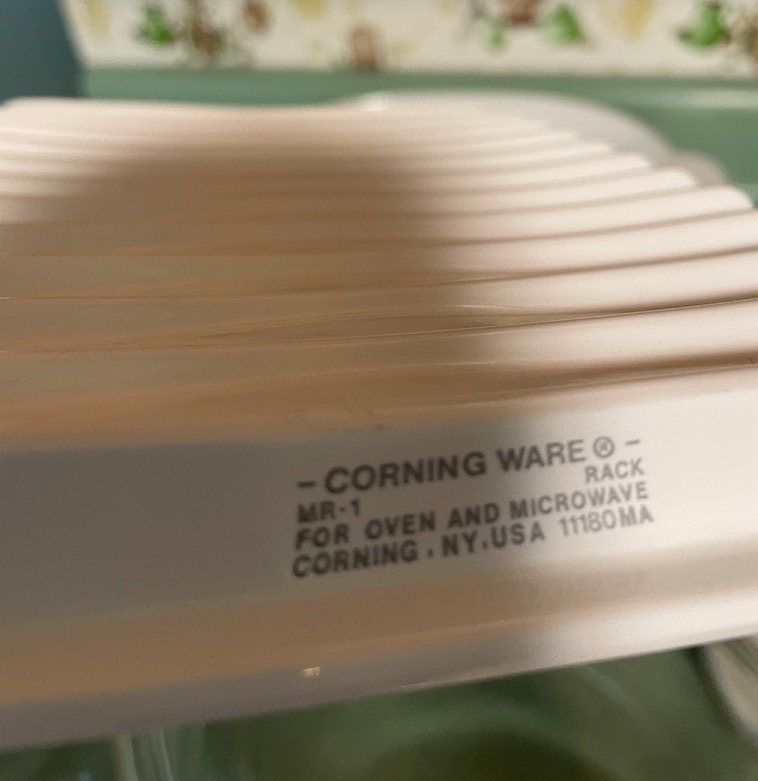 - CORNING WARE ® -
MR-1 RACK
FOR OVEN AND MICROWAVE
CORNING . NY. USA 11180MA